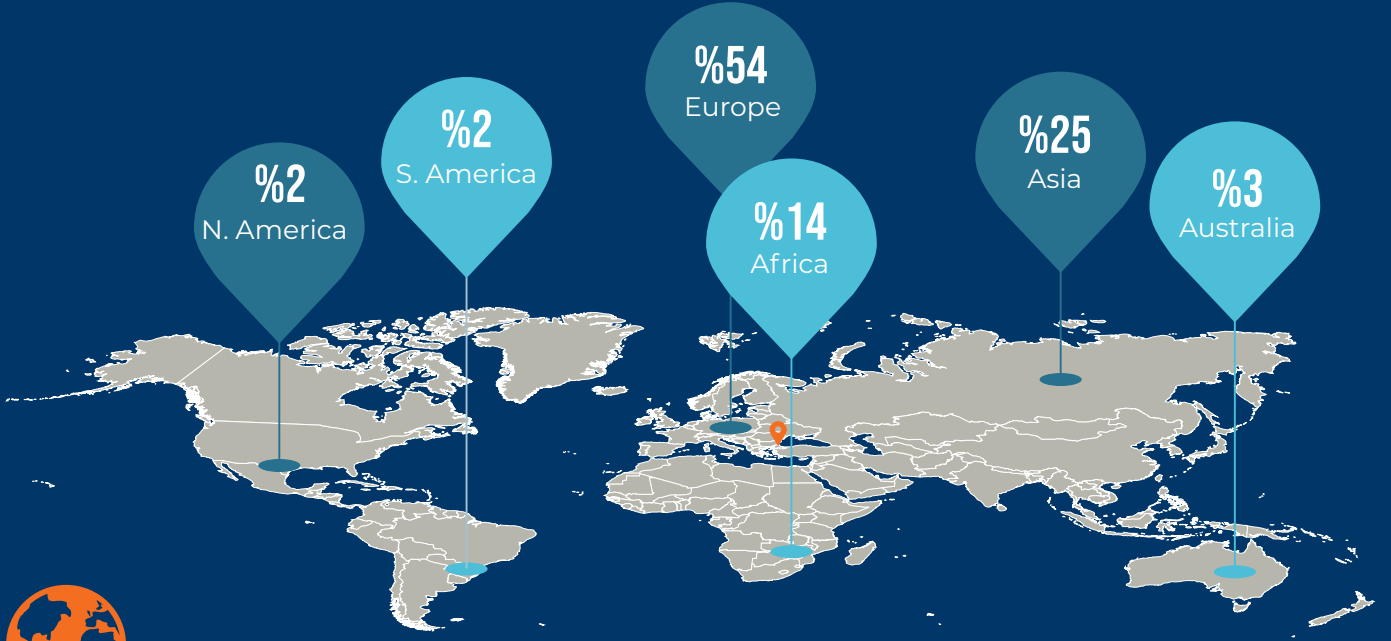 %2
N. America
%2
S. America
%54
Europe
%14
Africa
%25
Asia
%3
Australia